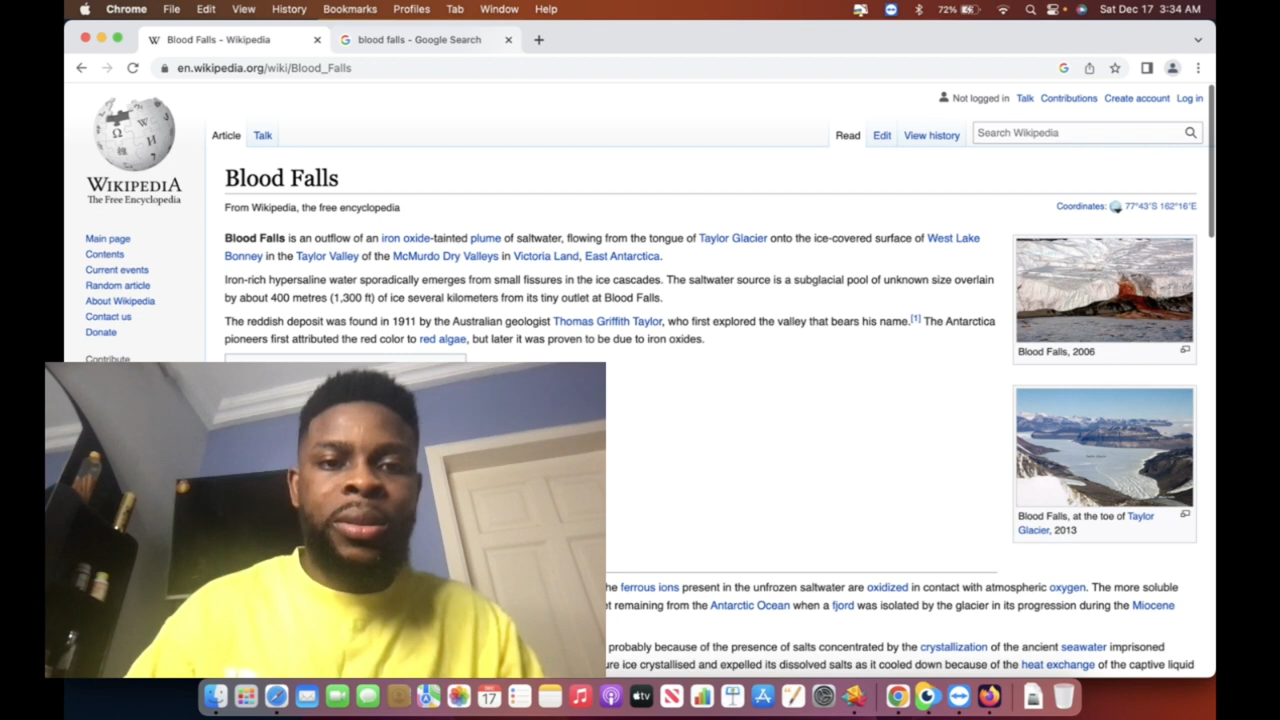 Chrome File Edit View History Bookmarks Profiles Tab Window Help 72% Sat Dec 17 3:34 AM
Blood Falls - Wikipedia blood falls - Google Search
en.wikipedia.org/wiki/Blood_Falls
Not logged in Talk Contributions Create account Log in
Article Talk Read Edit View history Search Wikipedia
WIKIPEDIA
The Free Encyclopedia
Main page
Contents
Current events
Random article
About Wikipedia
Contact us
Donate
Contribute
Blood Falls
From Wikipedia, the free encyclopedia
Coordinates: 77°43′S 162°16′E
Blood Falls is an outflow of an iron oxide-tainted plume of saltwater, flowing from the tongue of Taylor Glacier onto the ice-covered surface of West Lake
Bonney in the Taylor Valley of the McMurdo Dry Valleys in Victoria Land, East Antarctica.
Iron-rich hypersaline water sporadically emerges from small fissures in the ice cascades. The saltwater source is a subglacial pool of unknown size overlain
by about 400 metres (1,300 ft) of ice several kilometers from its tiny outlet at Blood Falls.
The reddish deposit was found in 1911 by the Australian geologist Thomas Griffith Taylor, who first explored the valley that bears his name.[1] The Antarctica
pioneers first attributed the red color to red algae, but later it was proven to be due to iron oxides.
Blood Falls, 2006
Blood Falls, at the toe of Taylor
Glacier, 2013
ferrous ions present in the unfrozen saltwater are oxidized in contact with atmospheric oxygen. The more soluble
remaining from the Antarctic Ocean when a fjord was isolated by the glacier in its progression during the Miocene
probably because of the presence of salts concentrated by the crystallization of the ancient seawater imprisoned
ice crystallised and expelled its dissolved salts as it cooled down because of the heat exchange of the captive liquid
DEC
17
tv